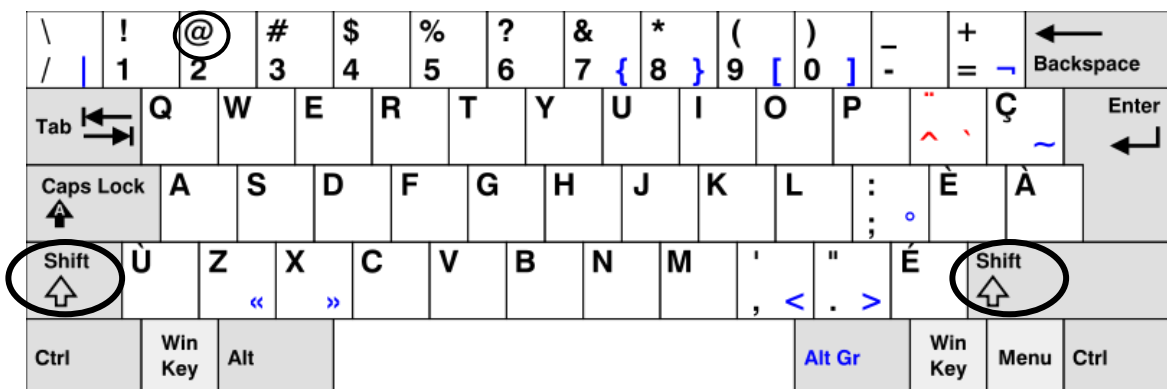 \ ! @ # $ % ? & * ( ) _ +
/ | 1 2 3 4 5 6 7 { 8 } 9 [ 0 ] - = ¬ Backspace
Tab Q W E R T Y U I O P ¨ ^ ` Ç ~ Enter
Caps Lock A S D F G H J K L : ; ° È À
A
Shift Ù Z « X » C V B N M ' , < " . > É Shift
Ctrl Win Key Alt Alt Gr Win Key Menu Ctrl